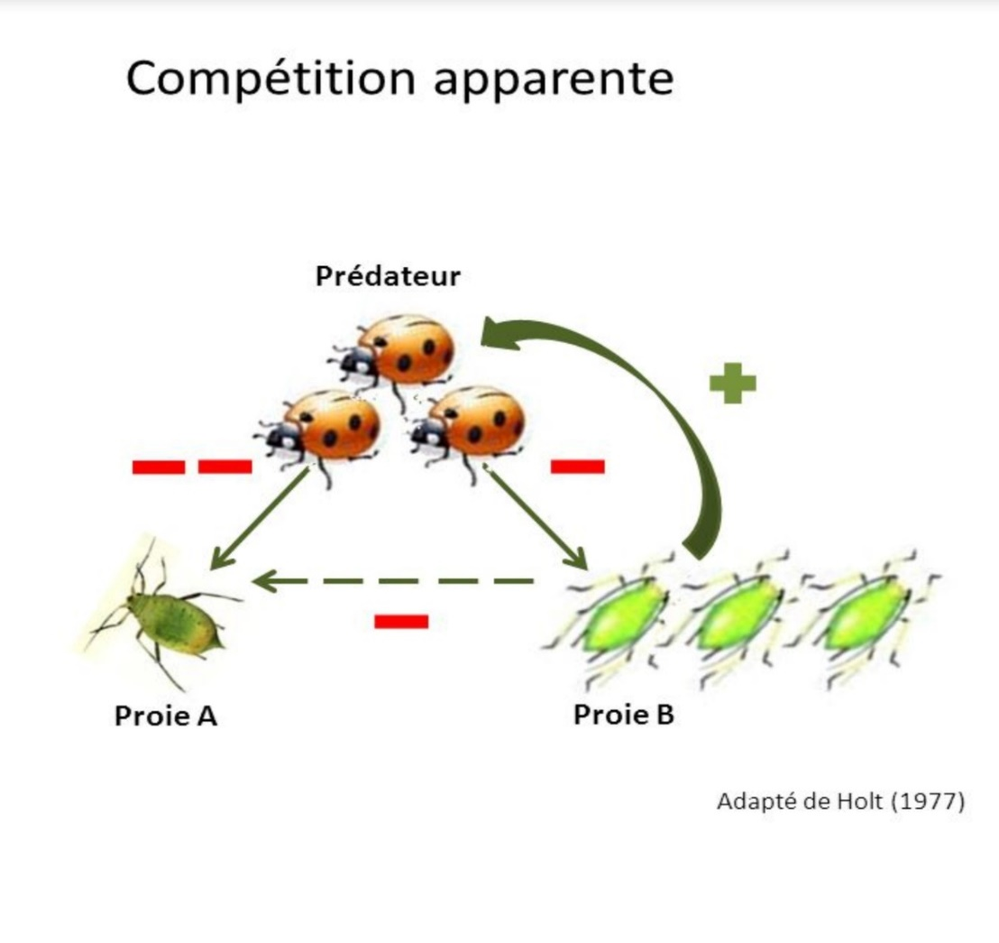 Compétition apparente
Prédateur
Proie A
Proie B
Adapté de Holt (1977)